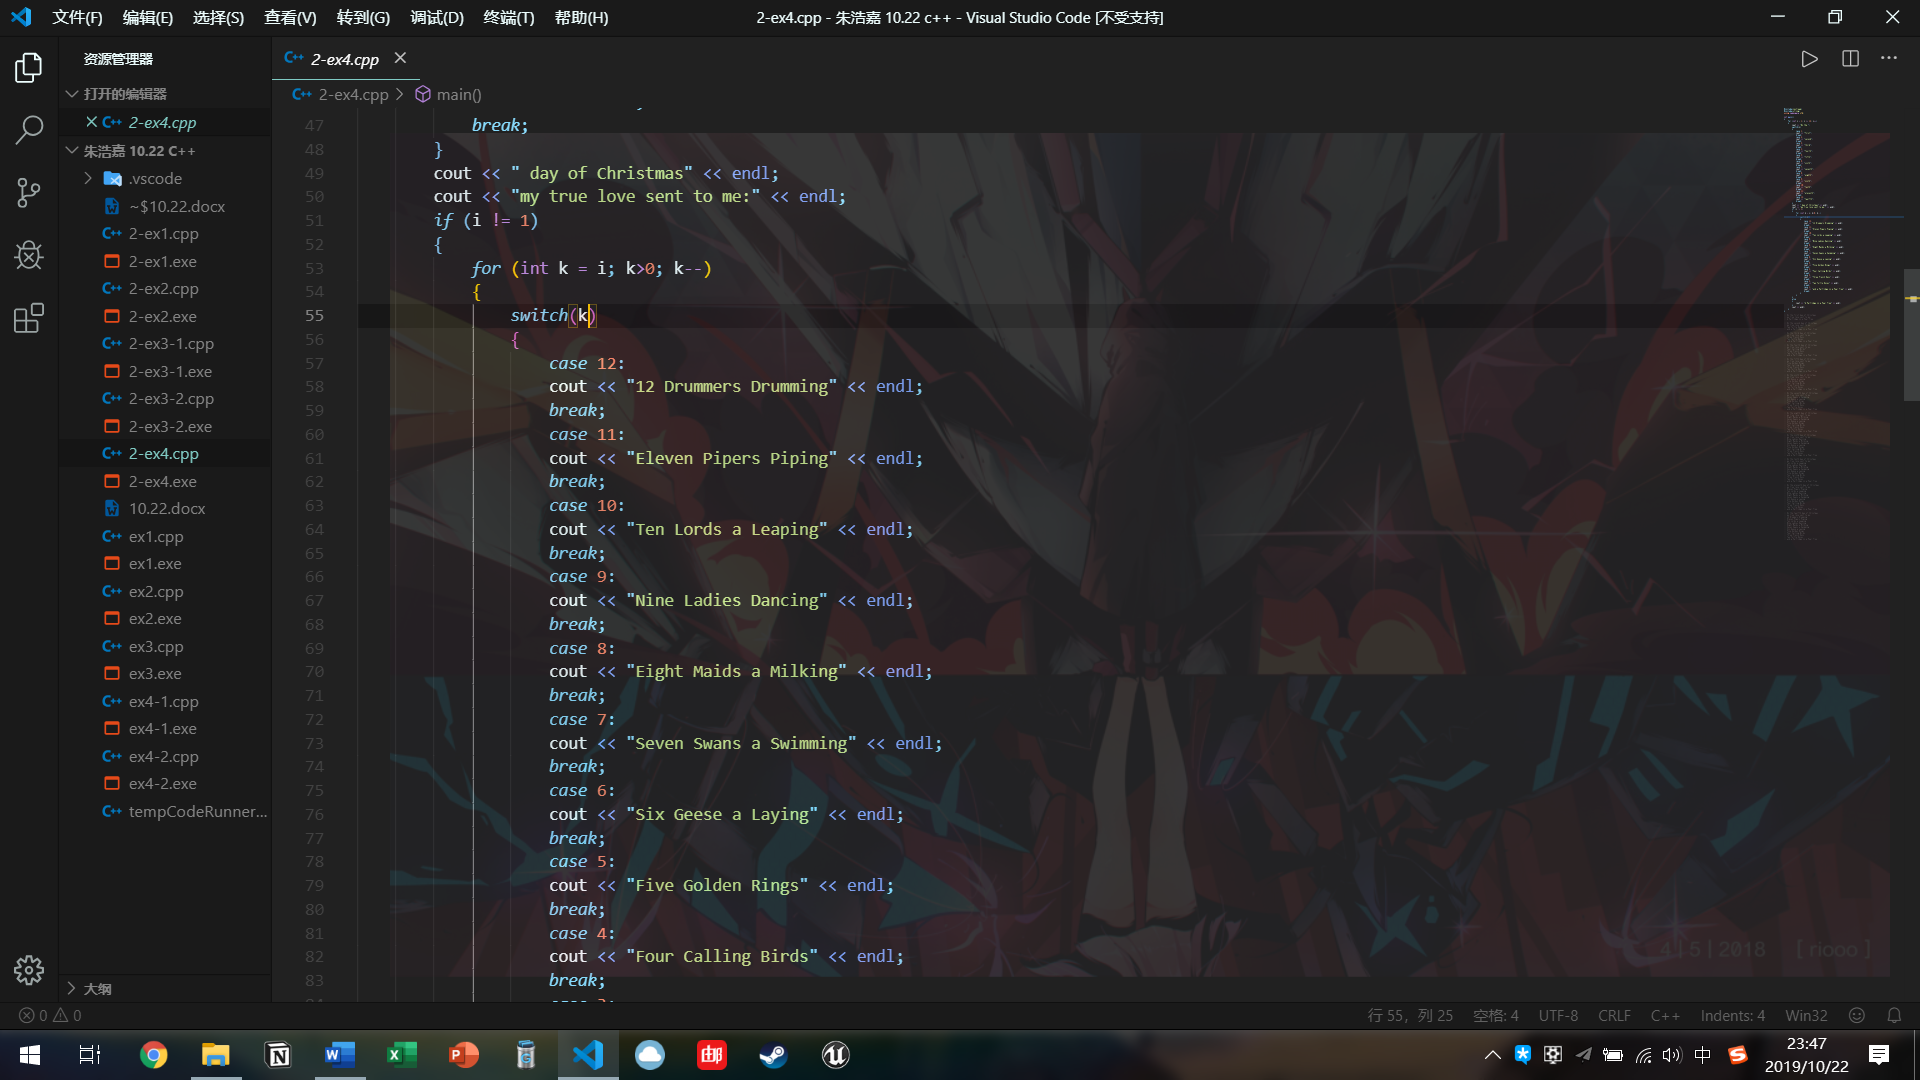 文件(F) 编辑(E) 选择(S) 查看(V) 转到(G) 调试(D) 终端(T) 帮助(H) 2-ex4.cpp - 朱浩嘉 10.22 c++ - Visual Studio Code [不受支持]
资源管理器
打开的编辑器
2-ex4.cpp
朱浩嘉 10.22 C++
.vscode
~$10.22.docx
2-ex1.cpp
2-ex1.exe
2-ex2.cpp
2-ex2.exe
2-ex3-1.cpp
2-ex3-1.exe
2-ex3-2.cpp
2-ex3-2.exe
2-ex4.cpp
2-ex4.exe
10.22.docx
ex1.cpp
ex1.exe
ex2.cpp
ex2.exe
ex3.cpp
ex3.exe
ex4-1.cpp
ex4-1.exe
ex4-2.cpp
ex4-2.exe
tempCodeRunner...
大纲
2-ex4.cpp
2-ex4.cpp > main()
47 break;
48 }
49 cout << " day of Christmas" << endl;
50 cout << "my true love sent to me:" << endl;
51 if (i != 1)
52 {
53 for (int k = i; k>0; k--)
54 {
55 switch(k)
56 {
57 case 12:
58 cout << "12 Drummers Drumming" << endl;
59 break;
60 case 11:
61 cout << "Eleven Pipers Piping" << endl;
62 break;
63 case 10:
64 cout << "Ten Lords a Leaping" << endl;
65 break;
66 case 9:
67 cout << "Nine Ladies Dancing" << endl;
68 break;
69 case 8:
70 cout << "Eight Maids a Milking" << endl;
71 break;
72 case 7:
73 cout << "Seven Swans a Swimming" << endl;
74 break;
75 case 6:
76 cout << "Six Geese a Laying" << endl;
77 break;
78 case 5:
79 cout << "Five Golden Rings" << endl;
80 break;
81 case 4:
82 cout << "Four Calling Birds" << endl;
83 break;
4|5|2018 [ riooo ]
0 0 行 55，列 25 空格: 4 UTF-8 CRLF C++ Indents: 4 Win32
中 23:47
2019/10/22